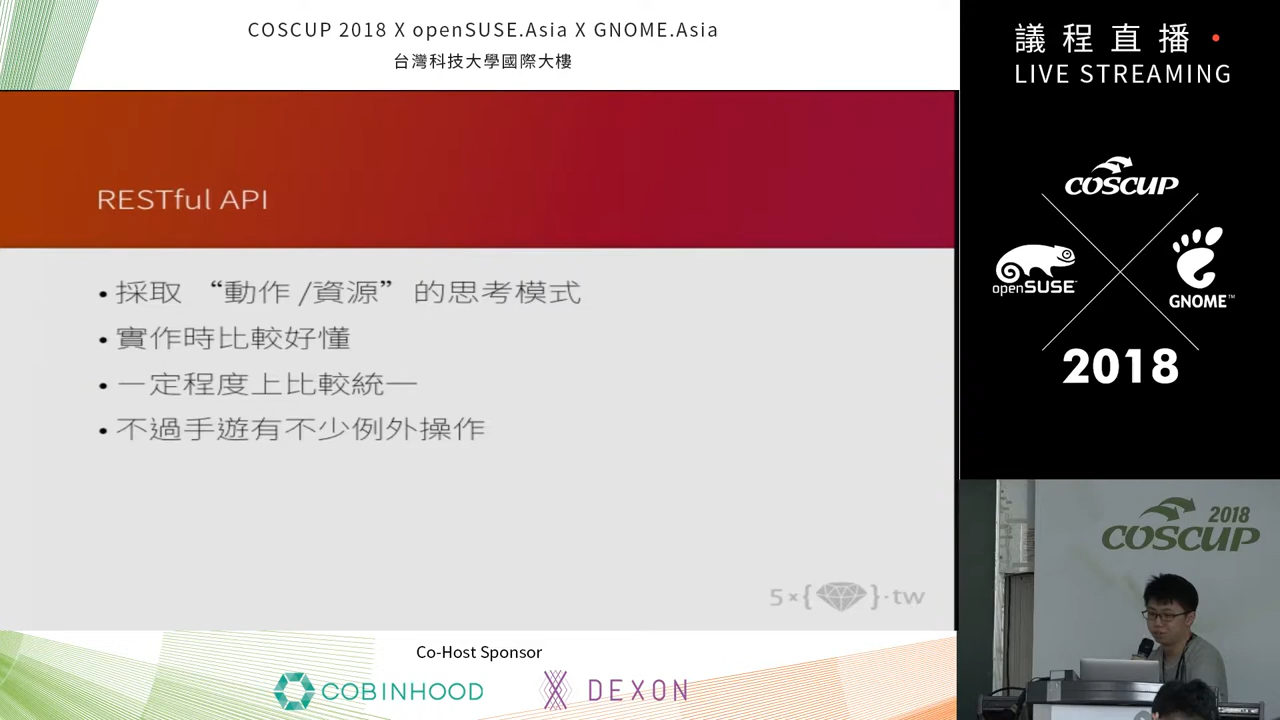 COSCUP 2018 X openSUSE.Asia X GNOME.Asia
台灣科技大學國際大樓
議程直播
LIVE STREAMING
COSCUP
openSUSE
GNOME™
2018
RESTful API
• 採取 “動作 /資源” 的思考模式
• 實作時比較好懂
• 一定程度上比較統一
• 不過手遊有不少例外操作
5×{ }·tw
2018
COSCUP
Co-Host Sponsor
COBINHOOD
DEXON